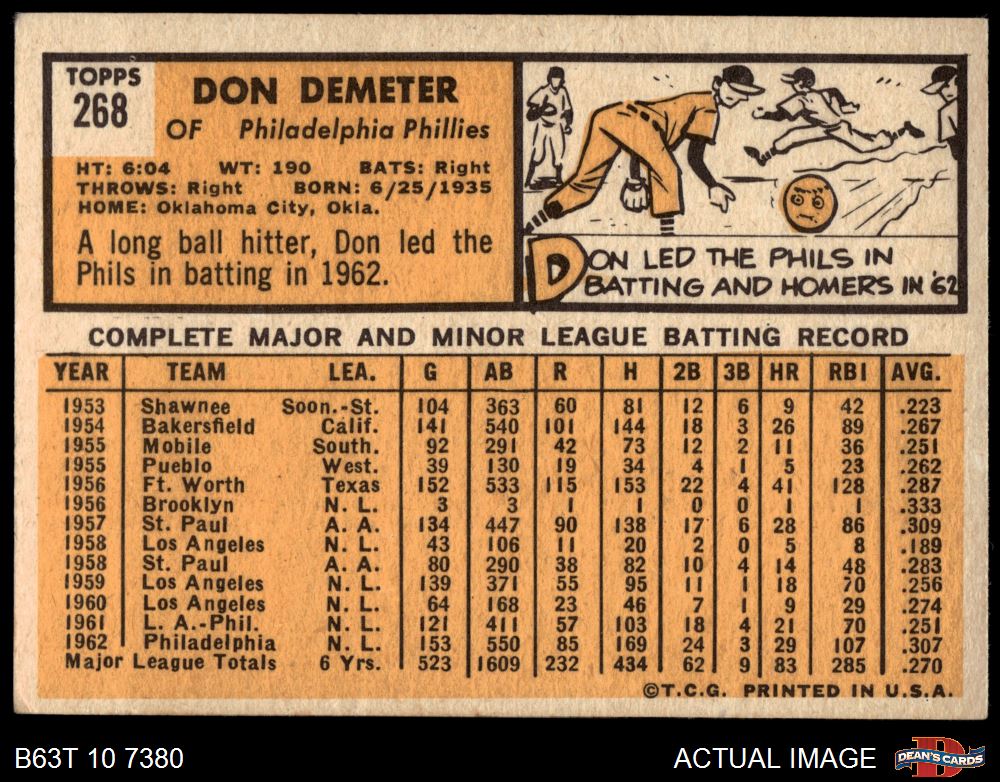 TOPPS
268
DON DEMETER
OF Philadelphia Phillies
HT: 6:04 WT: 190 BATS: Right
THROWS: Right BORN: 6/25/1935
HOME: Oklahoma City, Okla.
A long ball hitter, Don led the
Phils in batting in 1962.
DON LED THE PHILS IN
BATTING AND HOMERS IN '62
COMPLETE MAJOR AND MINOR LEAGUE BATTING RECORD
YEAR TEAM LEA. G AB R H 2B 3B HR RBI AVG.
1953 Shawnee Soon.-St. 104 363 60 81 12 6 9 42 .223
1954 Bakersfield Calif. 141 540 101 144 18 3 26 89 .267
1955 Mobile South. 92 291 42 73 12 2 11 36 .251
1955 Pueblo West. 39 130 19 34 4 1 5 23 .262
1956 Ft. Worth Texas 152 533 115 153 22 4 41 128 .287
1956 Brooklyn N. L. 3 3 1 1 0 0 1 1 .333
1957 St. Paul A. A. 134 447 90 138 17 6 28 86 .309
1958 Los Angeles N. L. 43 106 11 20 2 0 5 8 .189
1958 St. Paul A. A. 80 290 38 82 10 4 14 48 .283
1959 Los Angeles N. L. 139 371 55 95 11 1 18 70 .256
1960 Los Angeles N. L. 64 168 23 46 7 1 9 29 .274
1961 L. A.-Phil. N. L. 121 411 57 103 18 4 21 70 .251
1962 Philadelphia N. L. 153 550 85 169 24 3 29 107 .307
Major League Totals 6 Yrs. 523 1609 232 434 62 9 83 285 .270
©T.C.G. PRINTED IN U.S.A.
B63T 10 7380
ACTUAL IMAGE
D
DEAN'S CARDS